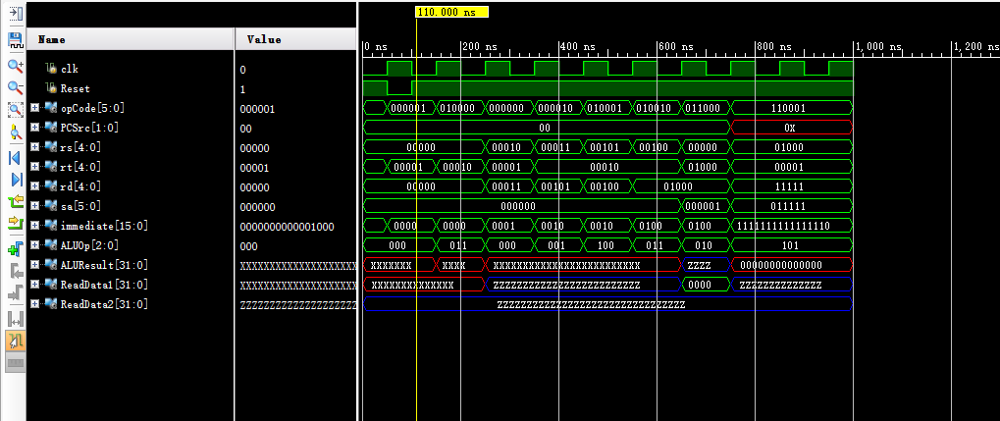 110.000 ns
Name Value
0 ns 200 ns 400 ns 600 ns 800 ns 1,000 ns 1,200 ns
clk 0
Reset 1
opCode[5:0] 000001 000001 010000 000000 000010 010001 010010 011000 110001
PCSrc[1:0] 00 00 0X
rs[4:0] 00000 00000 00010 00011 00101 00100 00000 01000
rt[4:0] 00001 00001 00010 00001 00010 01000 00001
rd[4:0] 00000 00000 00011 00101 00100 01000 11111
sa[5:0] 000000 000000 000001 011111
immediate[15:0] 0000000000001000 0000 0000 0001 0010 0010 0100 0100 1111111111111110
ALUOp[2:0] 000 000 011 000 001 100 011 010 101
ALUResult[31:0] XXXXXXXXXXXXXXXXXXXX XXXXXXX XXXX XXXXXXXXXXXXXXXXXXXXXXXXX ZZZZ 00000000000000
ReadData1[31:0] XXXXXXXXXXXXXXXXXXXX XXXXXXXXXXXXXX ZZZZZZZZZZZZZZZZZZZZZZZZZ 0000 ZZZZZZZZZZZZZZ
ReadData2[31:0] ZZZZZZZZZZZZZZZZZZZZ ZZZZZZZZZZZZZZZZZZZZZZZZZZZZZZZZ